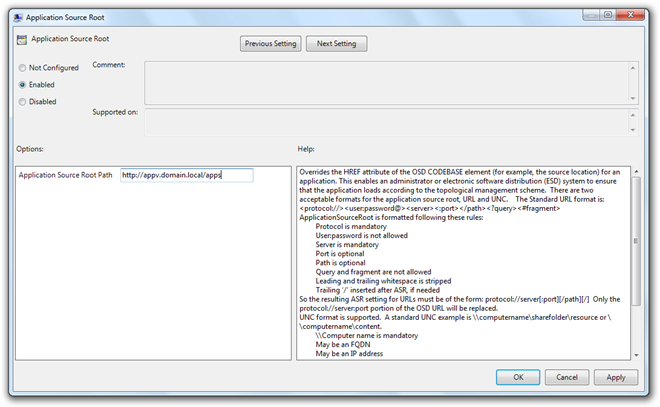 Application Source Root
Application Source Root
Previous Setting
Next Setting
Not Configured
Comment:
Enabled
Disabled
Supported on:
Options:
Help:
Application Source Root Path
http://appv.domain.local/apps
Overrides the HREF attribute of the OSD CODEBASE element (for example, the source location) for an
application. This enables an administrator or electronic software distribution (ESD) system to ensure
that the application loads according to the topological management scheme.  There are two
acceptable formats for the application source root, URL and UNC.    The Standard URL format is:
<protocol://><user:password@><server><:port></path><?query><#fragment>
ApplicationSourceRoot is formatted following these rules:
Protocol is mandatory
User:password is not allowed
Server is mandatory
Port is optional
Path is optional
Query and fragment are not allowed
Leading and trailing whitespace is stripped
Trailing '/' inserted after ASR, if needed
So the resulting ASR setting for URLs must be of the form: protocol://server[:port][/path][/]  Only the
protocol://server:port portion of the OSD URL will be replaced.
UNC format is supported.  A standard UNC example is \\computername\sharefolder\resource or \
\computername\content.
\\Computer name is mandatory
May be an FQDN
May be an IP address
OK
Cancel
Apply